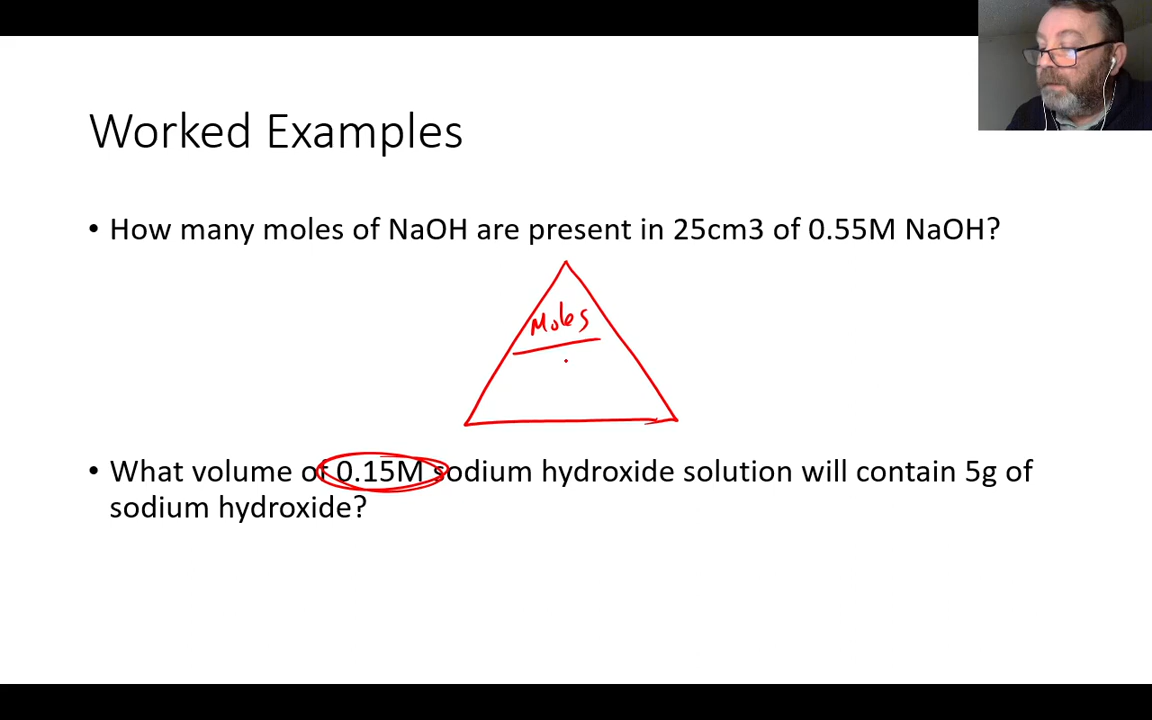 Worked Examples
• How many moles of NaOH are present in 25cm3 of 0.55M NaOH?
Moles
• What volume of 0.15M sodium hydroxide solution will contain 5g of
sodium hydroxide?